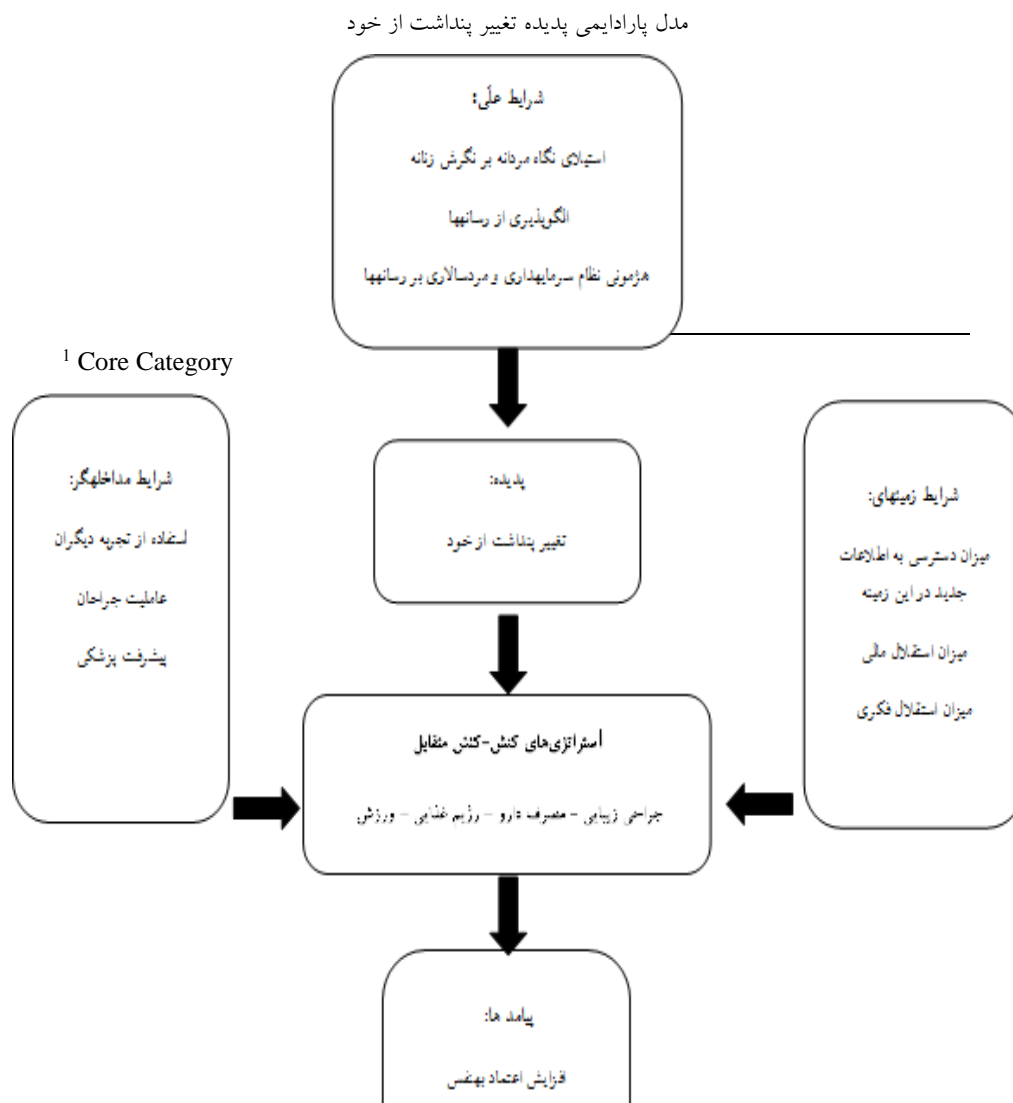 مدل پارادایمی پدیده تغییر پنداشت از خود
شرایط علّی:
استیلای نگاه مردانه بر نگرش زنانه
الگوپذیری از رسانهها
هژمونی نظام سرمایهداری و مردسالاری بر رسانهها
1 Core Category
شرایط زمینهای:
میزان دسترسی به اطلاعات
جدید در این زمینه
میزان استقلال مالی
میزان استقلال فکری
پدیده:
تغییر پنداشت از خود
شرایط مداخلهگر:
استفاده از تجربه دیگران
عاملیت جراحان
پیشرفت پزشکی
استراتژی‌های کنش-کنش متقابل
جراحی زیبایی – مصرف دارو – رژیم غذایی – ورزش
پیامد ها:
افزایش اعتماد بهنفس